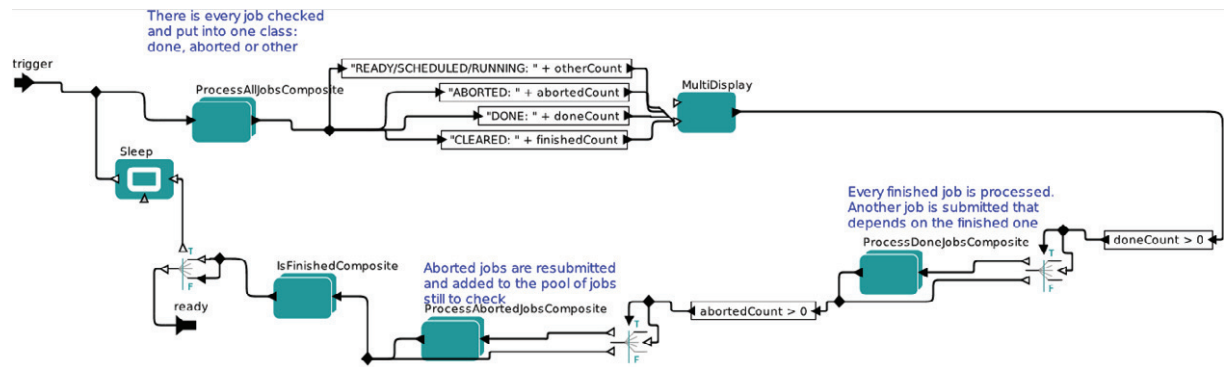 There is every job checked
and put into one class:
done, aborted or other
trigger
"READY/SCHEDULED/RUNNING: " + otherCount
ProcessAllJobsComposite
"ABORTED: " + abortedCount
MultiDisplay
"DONE: " + doneCount
"CLEARED: " + finishedCount
Sleep
Every finished job is processed.
Another job is submitted that
depends on the finished one
doneCount > 0
ProcessDoneJobsComposite
T
F
T
F
ready
IsFinishedComposite
Aborted jobs are resubmitted
and added to the pool of jobs
still to check
ProcessAbortedJobsComposite
abortedCount > 0
T
F